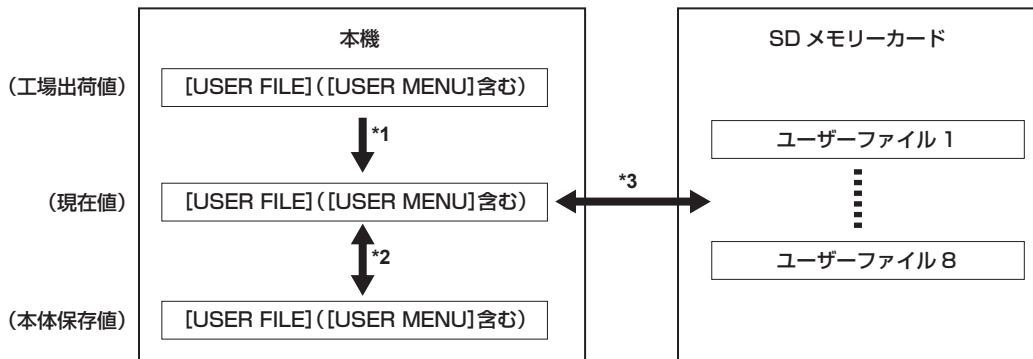 本機
SD メモリーカード
(工場出荷値)
[USER FILE]([USER MENU]含む)
*1
ユーザーファイル 1
*3
(現在値)
[USER FILE]([USER MENU]含む)
*2
ユーザーファイル 8
(本体保存値)
[USER FILE]([USER MENU]含む)